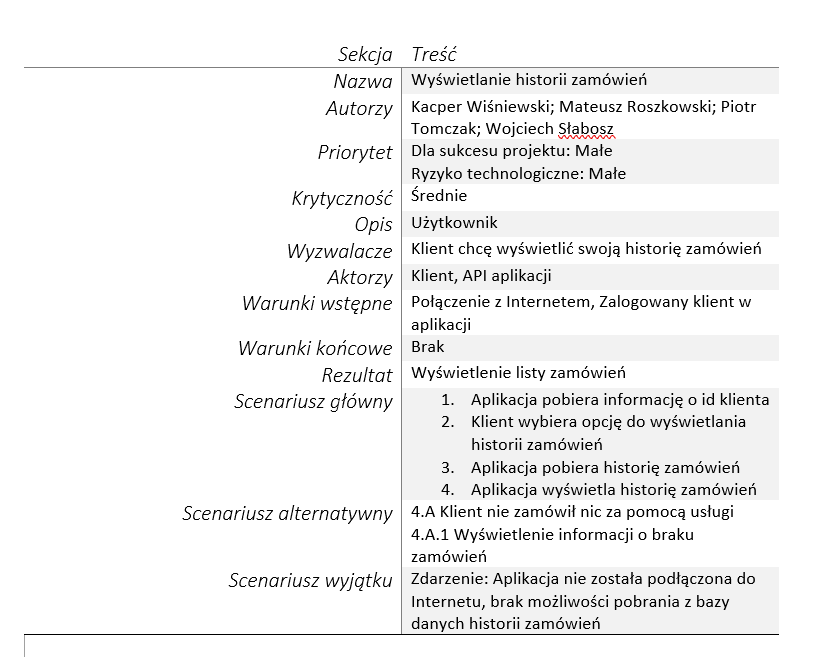 Sekcja Treść
Nazwa Wyświetlanie historii zamówień
Autorzy Kacper Wiśniewski; Mateusz Roszkowski; Piotr
Tomczak; Wojciech Słabosz
Priorytet Dla sukcesu projektu: Małe
Ryzyko technologiczne: Małe
Krytyczność Średnie
Opis Użytkownik
Wyzwalacze Klient chcę wyświetlić swoją historię zamówień
Aktorzy Klient, API aplikacji
Warunki wstępne Połączenie z Internetem, Zalogowany klient w
aplikacji
Warunki końcowe Brak
Rezultat Wyświetlenie listy zamówień
Scenariusz główny 1. Aplikacja pobiera informację o id klienta
2. Klient wybiera opcję do wyświetlania
historii zamówień
3. Aplikacja pobiera historię zamówień
4. Aplikacja wyświetla historię zamówień
Scenariusz alternatywny 4.A Klient nie zamówił nic za pomocą usługi
4.A.1 Wyświetlenie informacji o braku
zamówień
Scenariusz wyjątku Zdarzenie: Aplikacja nie została podłączona do
Internetu, brak możliwości pobrania z bazy
danych historii zamówień